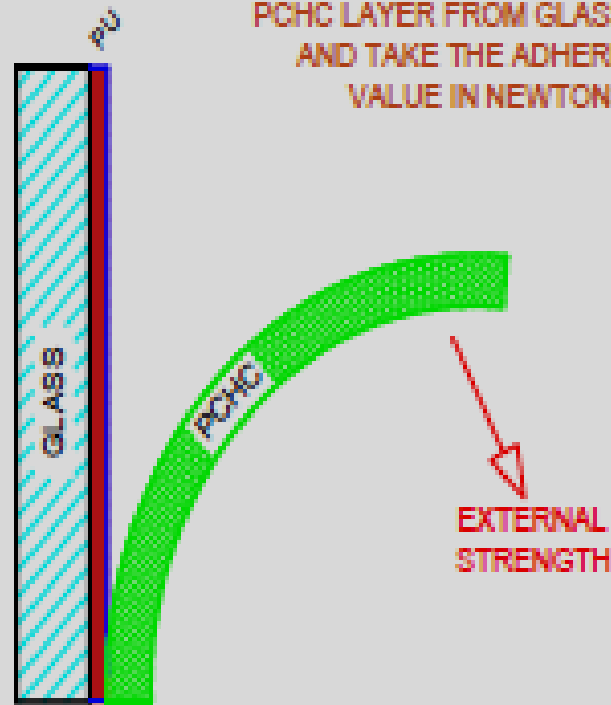 PU
PCHC LAYER FROM GLAS
AND TAKE THE ADHER
VALUE IN NEWTON
GLASS
PCHC
EXTERNAL
STRENGTH